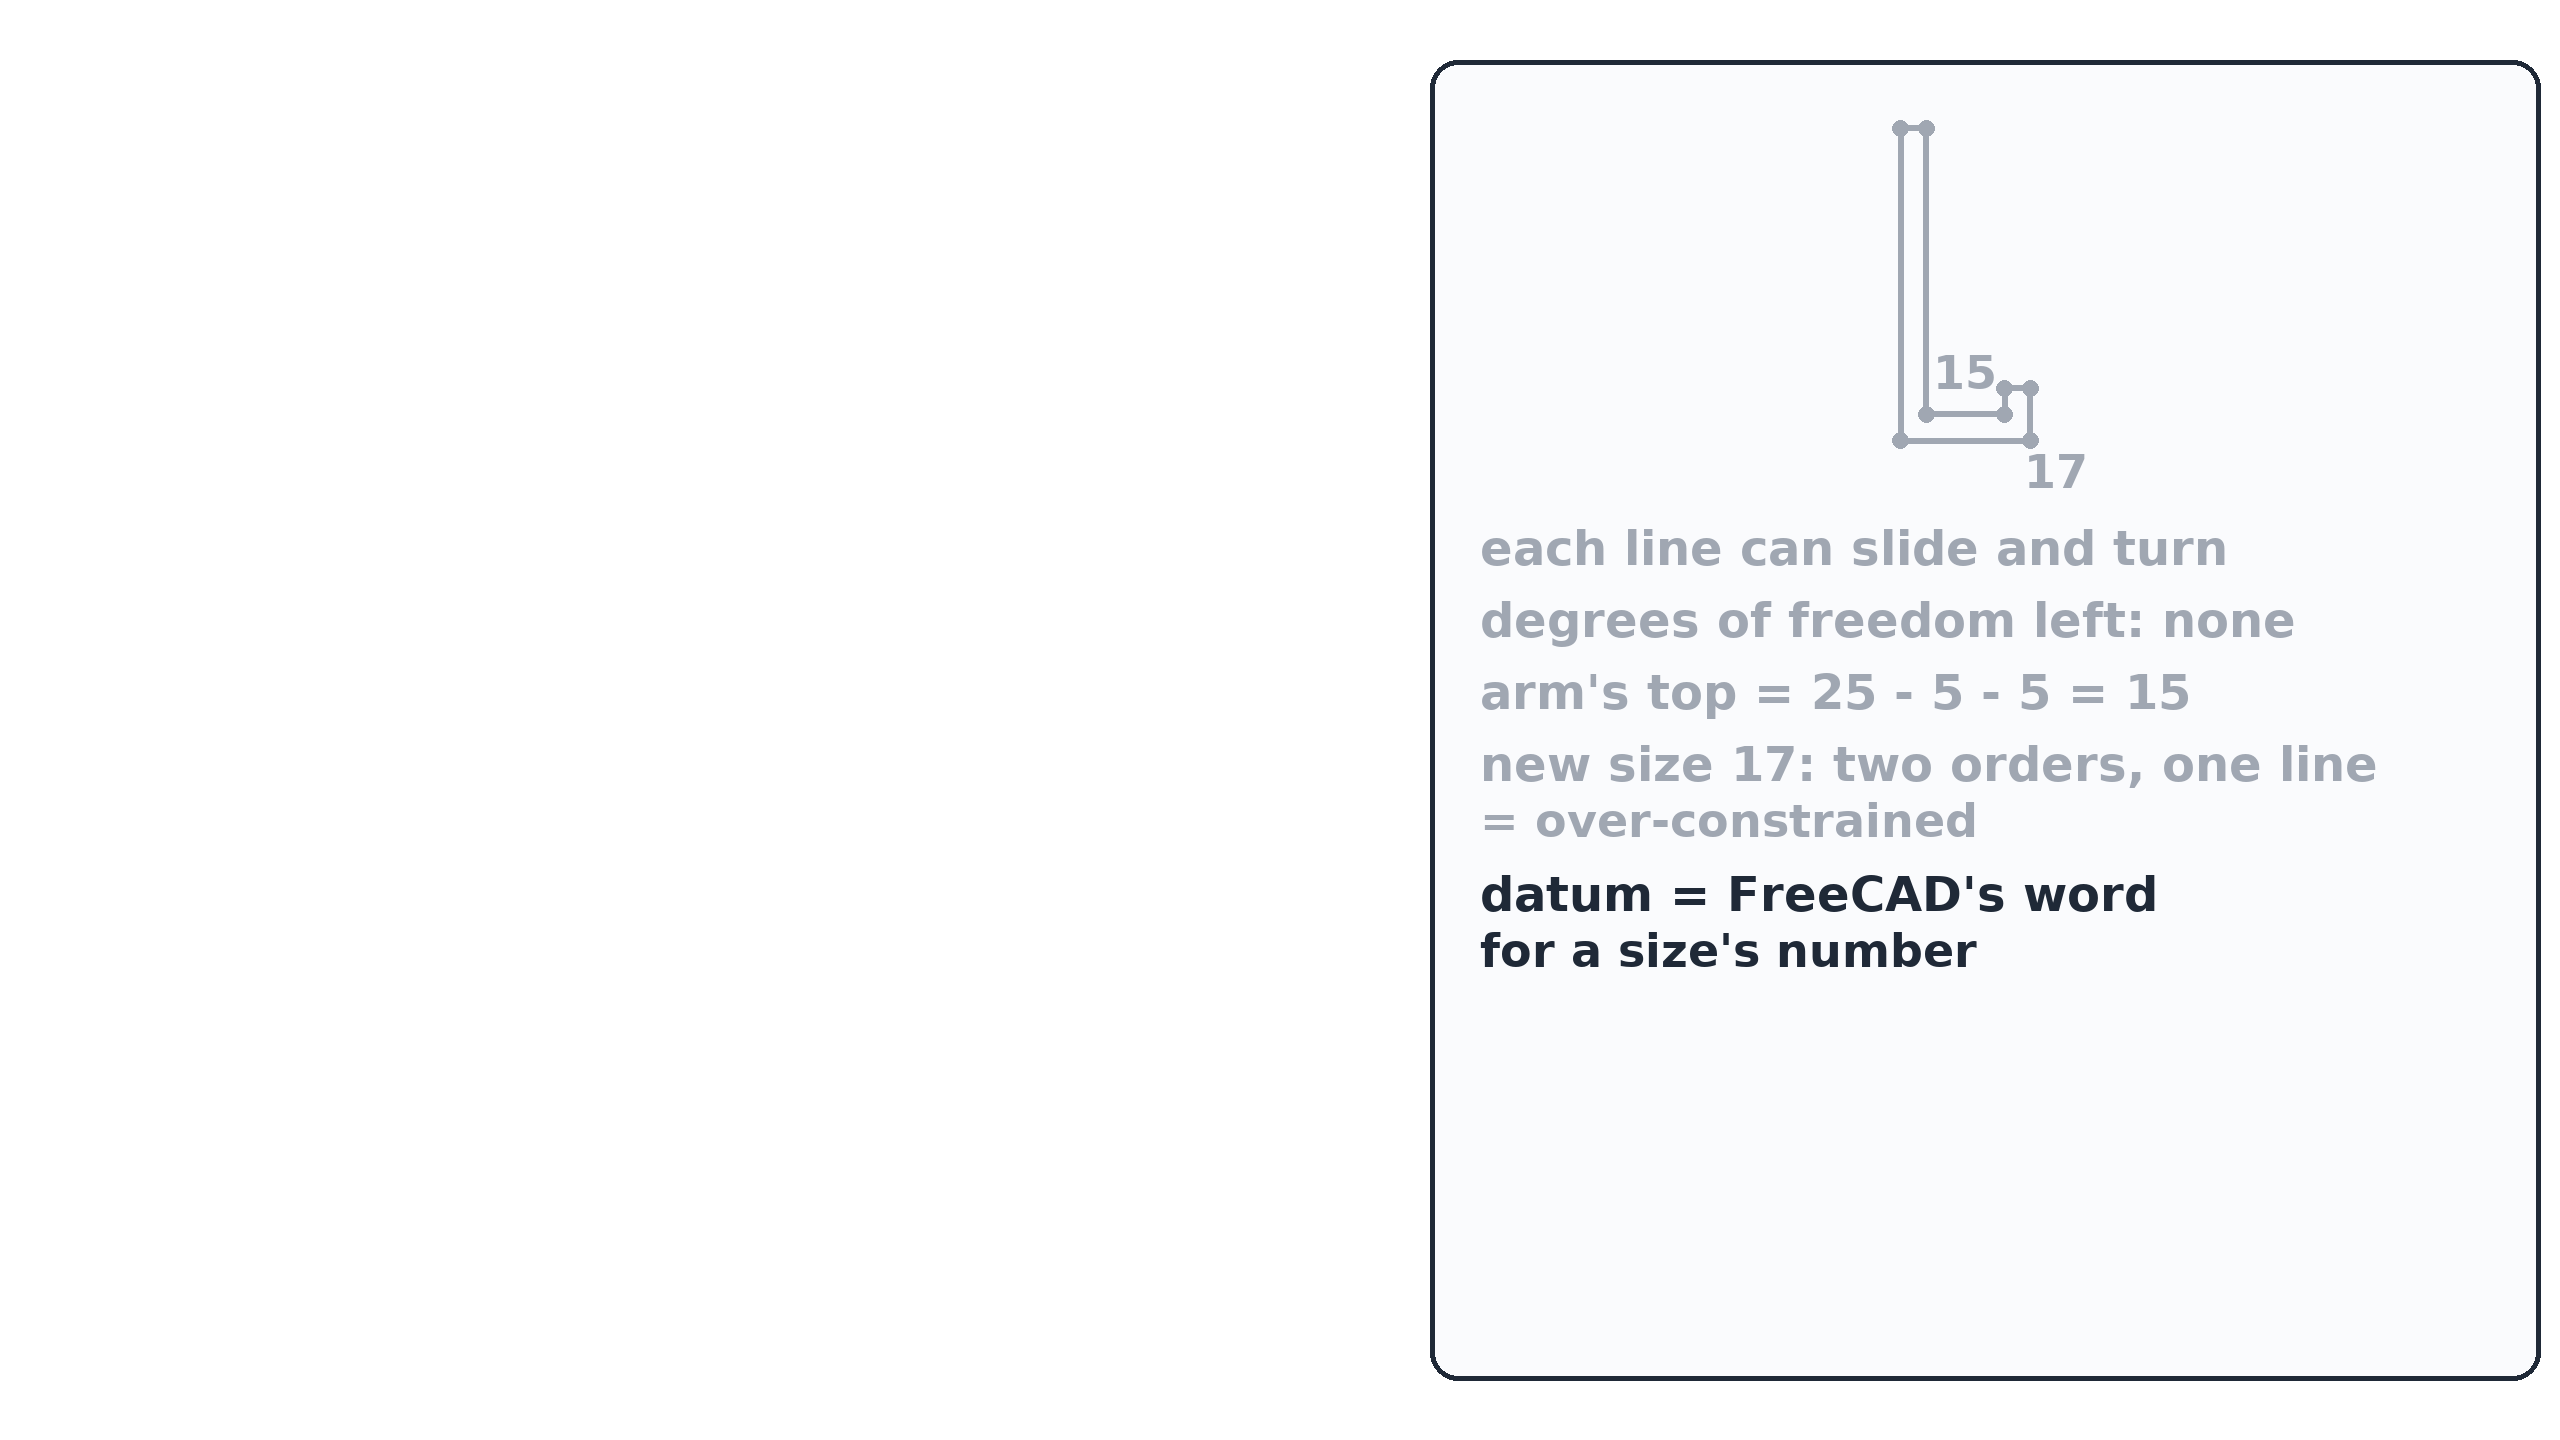 15
17
each line can slide and turn
degrees of freedom left: none
arm's top = 25 - 5 - 5 = 15
new size 17: two orders, one line
= over-constrained
datum = FreeCAD's word
for a size's number